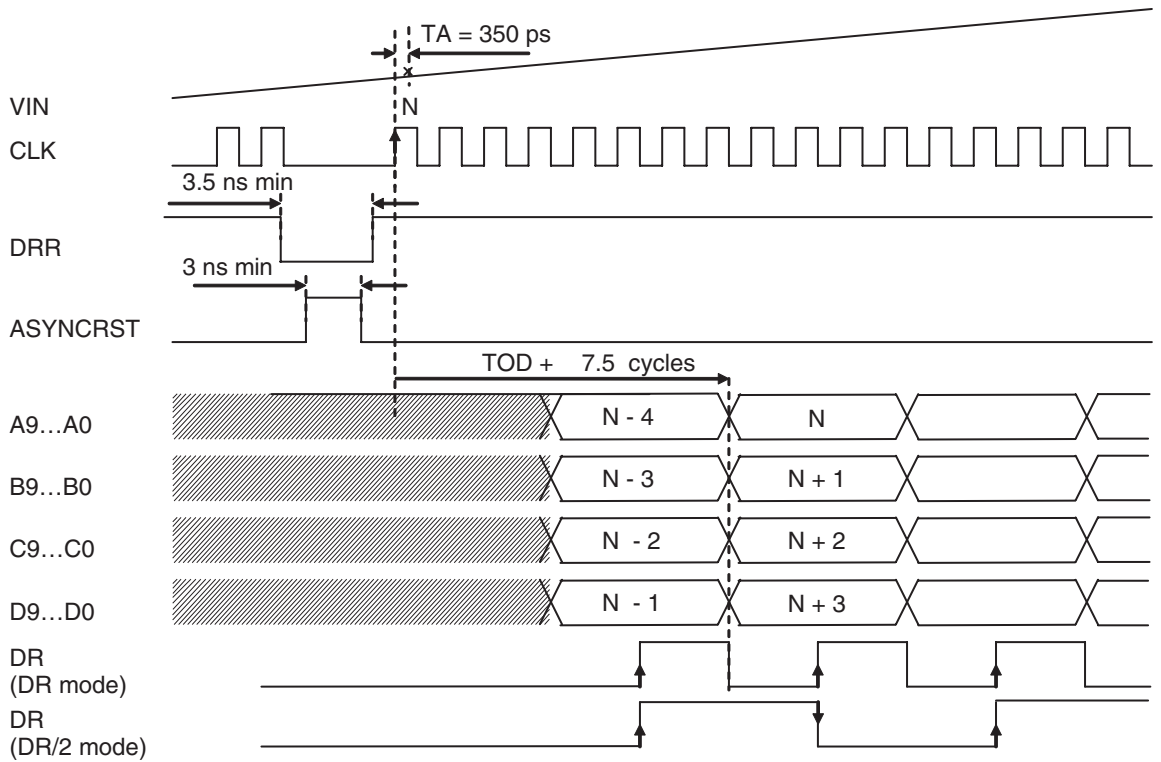 TA = 350 ps
VIN
N
CLK
3.5 ns min
DRR
3 ns min
ASYNCRST
TOD + 7.5 cycles
A9...A0 N - 4 N
B9...B0 N - 3 N + 1
C9...C0 N - 2 N + 2
D9...D0 N - 1 N + 3
DR
(DR mode)
DR
(DR/2 mode)